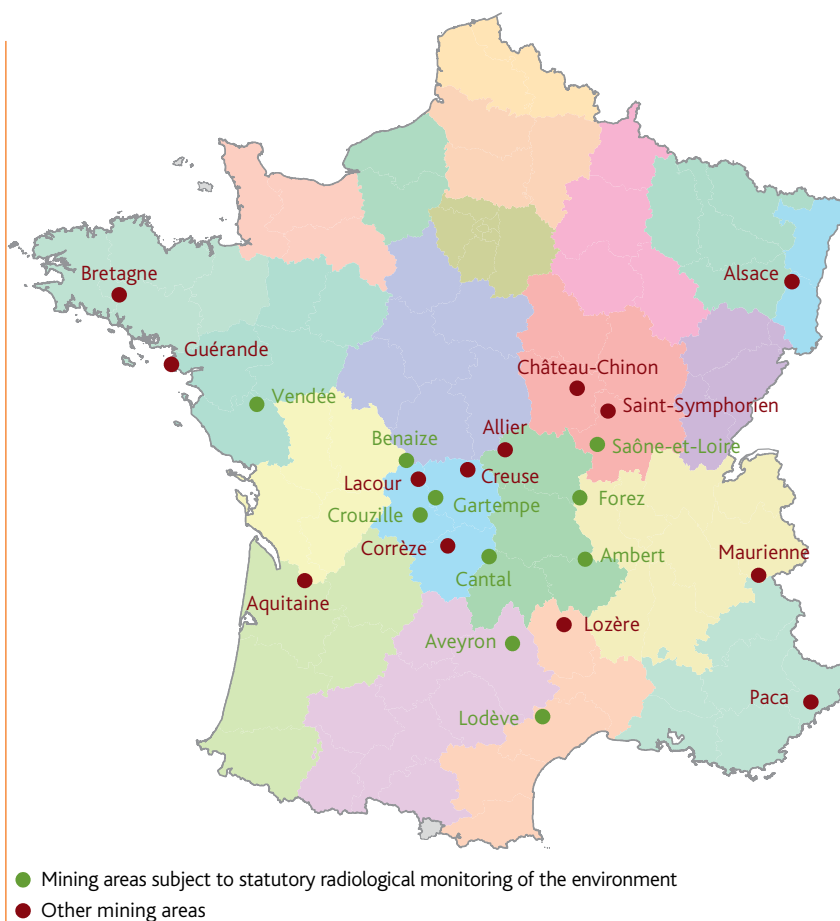 Bretagne
Alsace
Guérande
Château-Chinon
Vendée
Saint-Symphorien
Allier
Benaize
Saône-et-Loire
Lacour
Creuse
Gartempe
Forez
Crouzille
Corrèze
Ambert
Maurienne
Cantal
Aquitaine
Lozère
Aveyron
Paca
Lodève
Mining areas subject to statutory radiological monitoring of the environment
Other mining areas